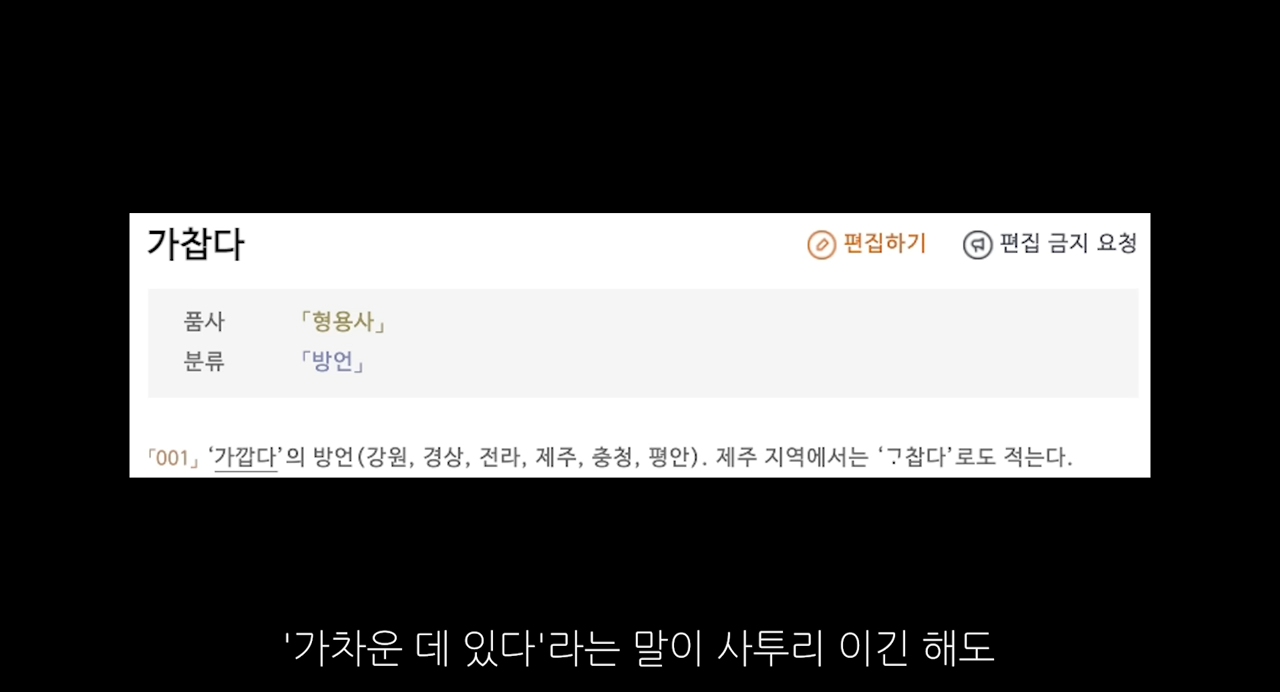 가찹다
편집하기 편집 금지 요청
품사 「형용사」
분류 「방언」
「001」 ‘가깝다’의 방언(강원, 경상, 전라, 제주, 충청, 평안). 제주 지역에서는 ‘ᄀᆞ찹다’로도 적는다.
'가차운 데 있다'라는 말이 사투리 이긴 해도